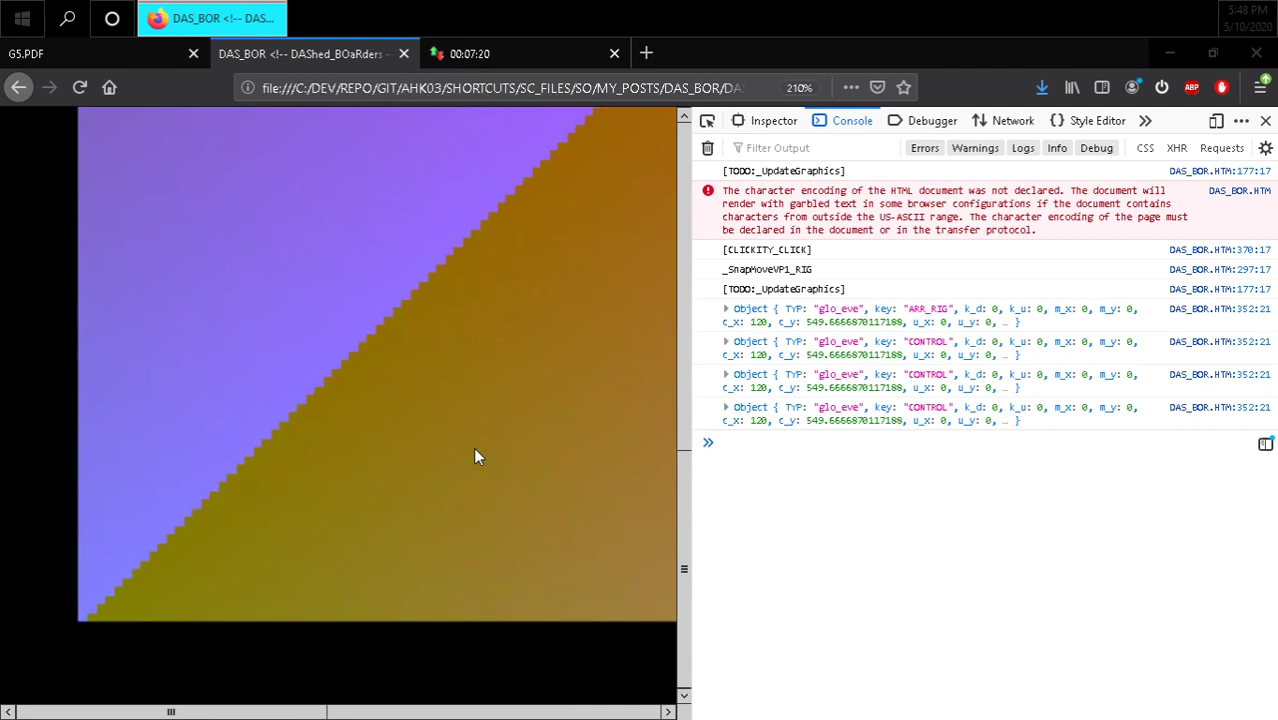 DAS_BOR <!-- DAS...
5:48 PM
5/10/2020
G5.PDF
DAS_BOR <!-- DAShed_BOaRders -
00:07:20
file:///C:/DEV/REPO/GIT/AHK03/SHORTCUTS/SC_FILES/SO/MY_POSTS/DAS_BOR/DAS
210%
ABP
Inspector
Console
Debugger
Network
Style Editor
Filter Output
Errors
Warnings
Logs
Info
Debug
CSS
XHR
Requests
[TODO:_UpdateGraphics] DAS_BOR.HTM:177:17
The character encoding of the HTML document was not declared. The document will DAS_BOR.HTM
render with garbled text in some browser configurations if the document contains
characters from outside the US-ASCII range. The character encoding of the page must
be declared in the document or in the transfer protocol.
[CLICKITY_CLICK] DAS_BOR.HTM:370:17
_SnapMoveVP1_RIG DAS_BOR.HTM:297:17
[TODO:_UpdateGraphics] DAS_BOR.HTM:177:17
Object { TYP: "glo_eve", key: "ARR_RIG", k_d: 0, k_u: 0, m_x: 0, m_y: 0, DAS_BOR.HTM:352:21
c_x: 120, c_y: 549.6666870117188, u_x: 0, u_y: 0, … }
Object { TYP: "glo_eve", key: "CONTROL", k_d: 0, k_u: 0, m_x: 0, m_y: 0, DAS_BOR.HTM:352:21
c_x: 120, c_y: 549.6666870117188, u_x: 0, u_y: 0, … }
Object { TYP: "glo_eve", key: "CONTROL", k_d: 0, k_u: 0, m_x: 0, m_y: 0, DAS_BOR.HTM:352:21
c_x: 120, c_y: 549.6666870117188, u_x: 0, u_y: 0, … }
Object { TYP: "glo_eve", key: "CONTROL", k_d: 0, k_u: 0, m_x: 0, m_y: 0, DAS_BOR.HTM:352:21
c_x: 120, c_y: 549.6666870117188, u_x: 0, u_y: 0, … }